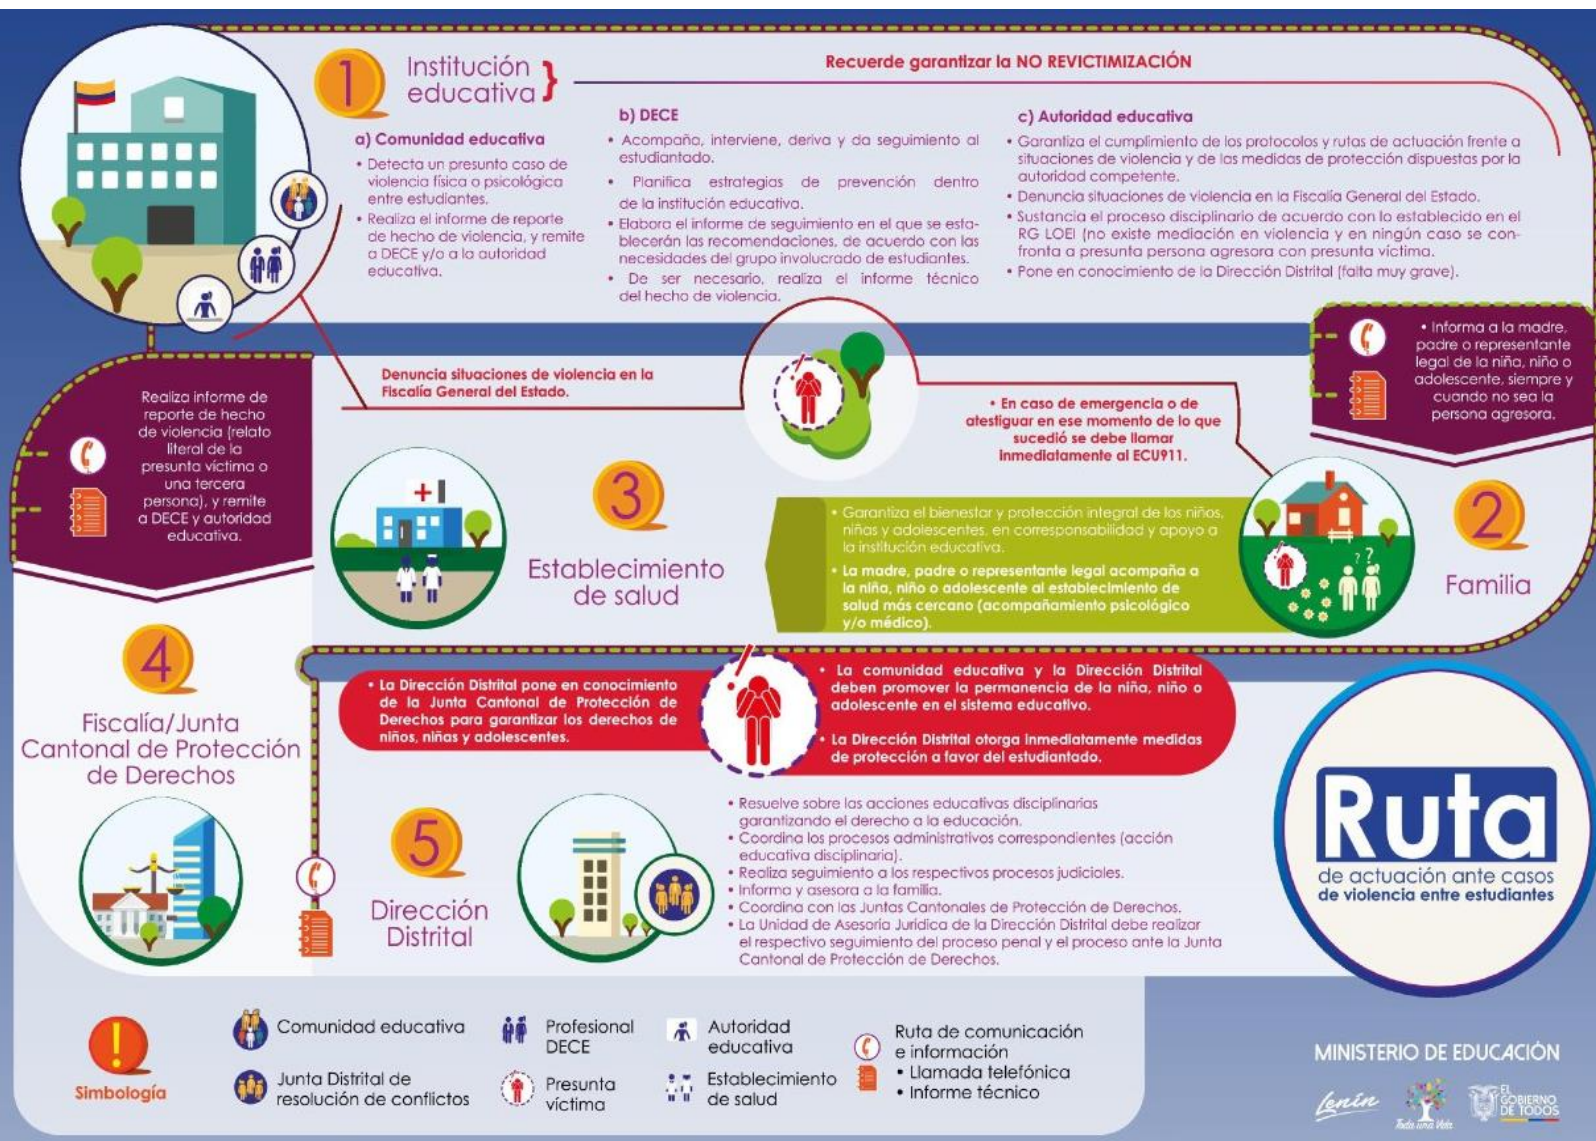 1
Institución
educativa
Recuerde garantizar la NO REVICTIMIZACIÓN
a) Comunidad educativa
• Detecta un presunto caso de
violencia física o psicológica
entre estudiantes.
• Realiza el informe de reporte
de hecho de violencia, y remite
a DECE y/o a la autoridad
educativa.
b) DECE
• Acompaña, interviene, deriva y da seguimiento al
estudiantado.
• Planifica estrategias de prevención dentro
de la institución educativa.
• Elabora el informe de seguimiento en el que se esta-
blecerán las recomendaciones, de acuerdo con las
necesidades del grupo involucrado de estudiantes.
• De ser necesario, realiza el informe técnico
del hecho de violencia.
c) Autoridad educativa
• Garantiza el cumplimiento de los protocolos y rutas de actuación frente a
situaciones de violencia y de las medidas de protección dispuestas por la
autoridad competente.
• Denuncia situaciones de violencia en la Fiscalía General del Estado.
• Sustancia el proceso disciplinario de acuerdo con lo establecido en el
RG LOEI (no existe mediación en violencia y en ningún caso se con-
fronta a presunta persona agresora con presunta víctima.
• Pone en conocimiento de la Dirección Distrital (falta muy grave).
• Informa a la madre,
padre o representante
legal de la niña, niño o
adolescente, siempre y
cuando no sea la
persona agresora.
Denuncia situaciones de violencia en la
Fiscalía General del Estado.
• En caso de emergencia o de
atestiguar en ese momento de lo que
sucedió se debe llamar
inmediatamente al ECU911.
Realiza informe de
reporte de hecho
de violencia (relato
literal de la
presunta víctima o
una tercera
persona), y remite
a DECE y autoridad
educativa.
2
Familia
• Garantiza el bienestar y protección integral de los niños,
niñas y adolescentes, en corresponsabilidad y apoyo a
la institución educativa.
• La madre, padre o representante legal acompaña a
la niña, niño o adolescente al establecimiento de
salud más cercano (acompañamiento psicológico
y/o médico).
? ?
3
Establecimiento
de salud
4
Fiscalía/Junta
Cantonal de Protección
de Derechos
• La Dirección Distrital pone en conocimiento
de la Junta Cantonal de Protección de
Derechos para garantizar los derechos de
niños, niñas y adolescentes.
• La comunidad educativa y la Dirección Distrital
deben promover la permanencia de la niña, niño o
adolescente en el sistema educativo.
• La Dirección Distrital otorga inmediatamente medidas
de protección a favor del estudiantado.
5
Dirección
Distrital
• Resuelve sobre las acciones educativas disciplinarias
garantizando el derecho a la educación.
• Coordina los procesos administrativos correspondientes (acción
educativa disciplinaria).
• Realiza seguimiento a los respectivos procesos judiciales.
• Informa y asesora a la familia.
• Coordina con las Juntas Cantonales de Protección de Derechos.
• La Unidad de Asesoría Jurídica de la Dirección Distrital debe realizar
el respectivo seguimiento del proceso penal y el proceso ante la Junta
Cantonal de Protección de Derechos.
Ruta
de actuación ante casos
de violencia entre estudiantes
!
Simbología
Comunidad educativa
Junta Distrital de
resolución de conflictos
Profesional
DECE
Presunta
víctima
Autoridad
educativa
Establecimiento
de salud
Ruta de comunicación
e información
• Llamada telefónica
• Informe técnico
MINISTERIO DE EDUCACIÓN
Lenín
Toda una Vida
EL
GOBIERNO
DE TODOS